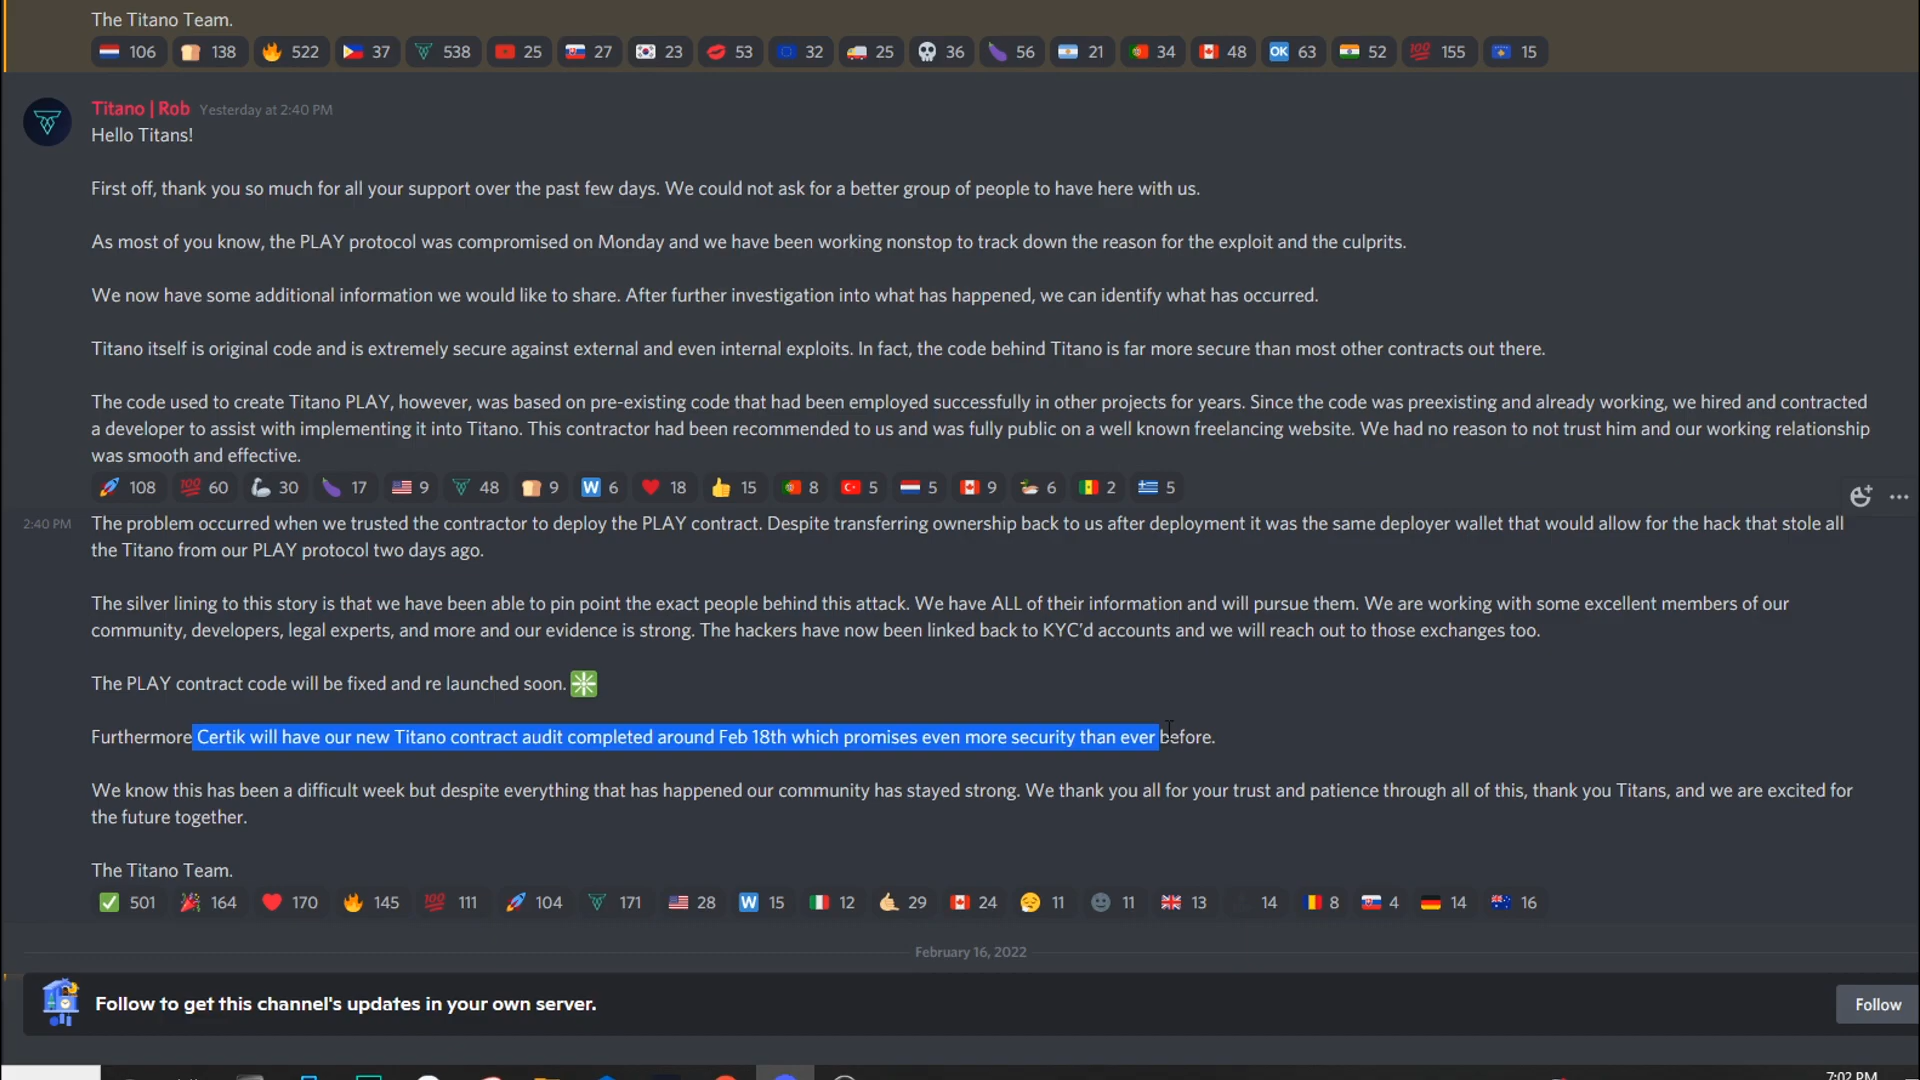 The Titano Team.
106 138 522 37 538 25 27 23 53 32 25 36 56 21 34 48 OK 63 52 100 155 15
Titano | Rob Yesterday at 2:40 PM
Hello Titans!
First off, thank you so much for all your support over the past few days. We could not ask for a better group of people to have here with us.
As most of you know, the PLAY protocol was compromised on Monday and we have been working nonstop to track down the reason for the exploit and the culprits.
We now have some additional information we would like to share. After further investigation into what has happened, we can identify what has occurred.
Titano itself is original code and is extremely secure against external and even internal exploits. In fact, the code behind Titano is far more secure than most other contracts out there.
The code used to create Titano PLAY, however, was based on pre-existing code that had been employed successfully in other projects for years. Since the code was preexisting and already working, we hired and contracted
a developer to assist with implementing it into Titano. This contractor had been recommended to us and was fully public on a well known freelancing website. We had no reason to not trust him and our working relationship
was smooth and effective.
108 100 60 30 17 9 48 9 W 6 18 15 8 5 5 9 6 2 5
2:40 PM The problem occurred when we trusted the contractor to deploy the PLAY contract. Despite transferring ownership back to us after deployment it was the same deployer wallet that would allow for the hack that stole all
the Titano from our PLAY protocol two days ago.
The silver lining to this story is that we have been able to pin point the exact people behind this attack. We have ALL of their information and will pursue them. We are working with some excellent members of our
community, developers, legal experts, and more and our evidence is strong. The hackers have now been linked back to KYC'd accounts and we will reach out to those exchanges too.
The PLAY contract code will be fixed and re launched soon.
Furthermore Certik will have our new Titano contract audit completed around Feb 18th which promises even more security than ever before.
We know this has been a difficult week but despite everything that has happened our community has stayed strong. We thank you all for your trust and patience through all of this, thank you Titans, and we are excited for
the future together.
The Titano Team.
501 164 170 145 100 111 104 171 28 W 15 12 29 24 11 11 13 14 8 4 14 16
February 16, 2022
Follow to get this channel's updates in your own server.
Follow
7:02 PM